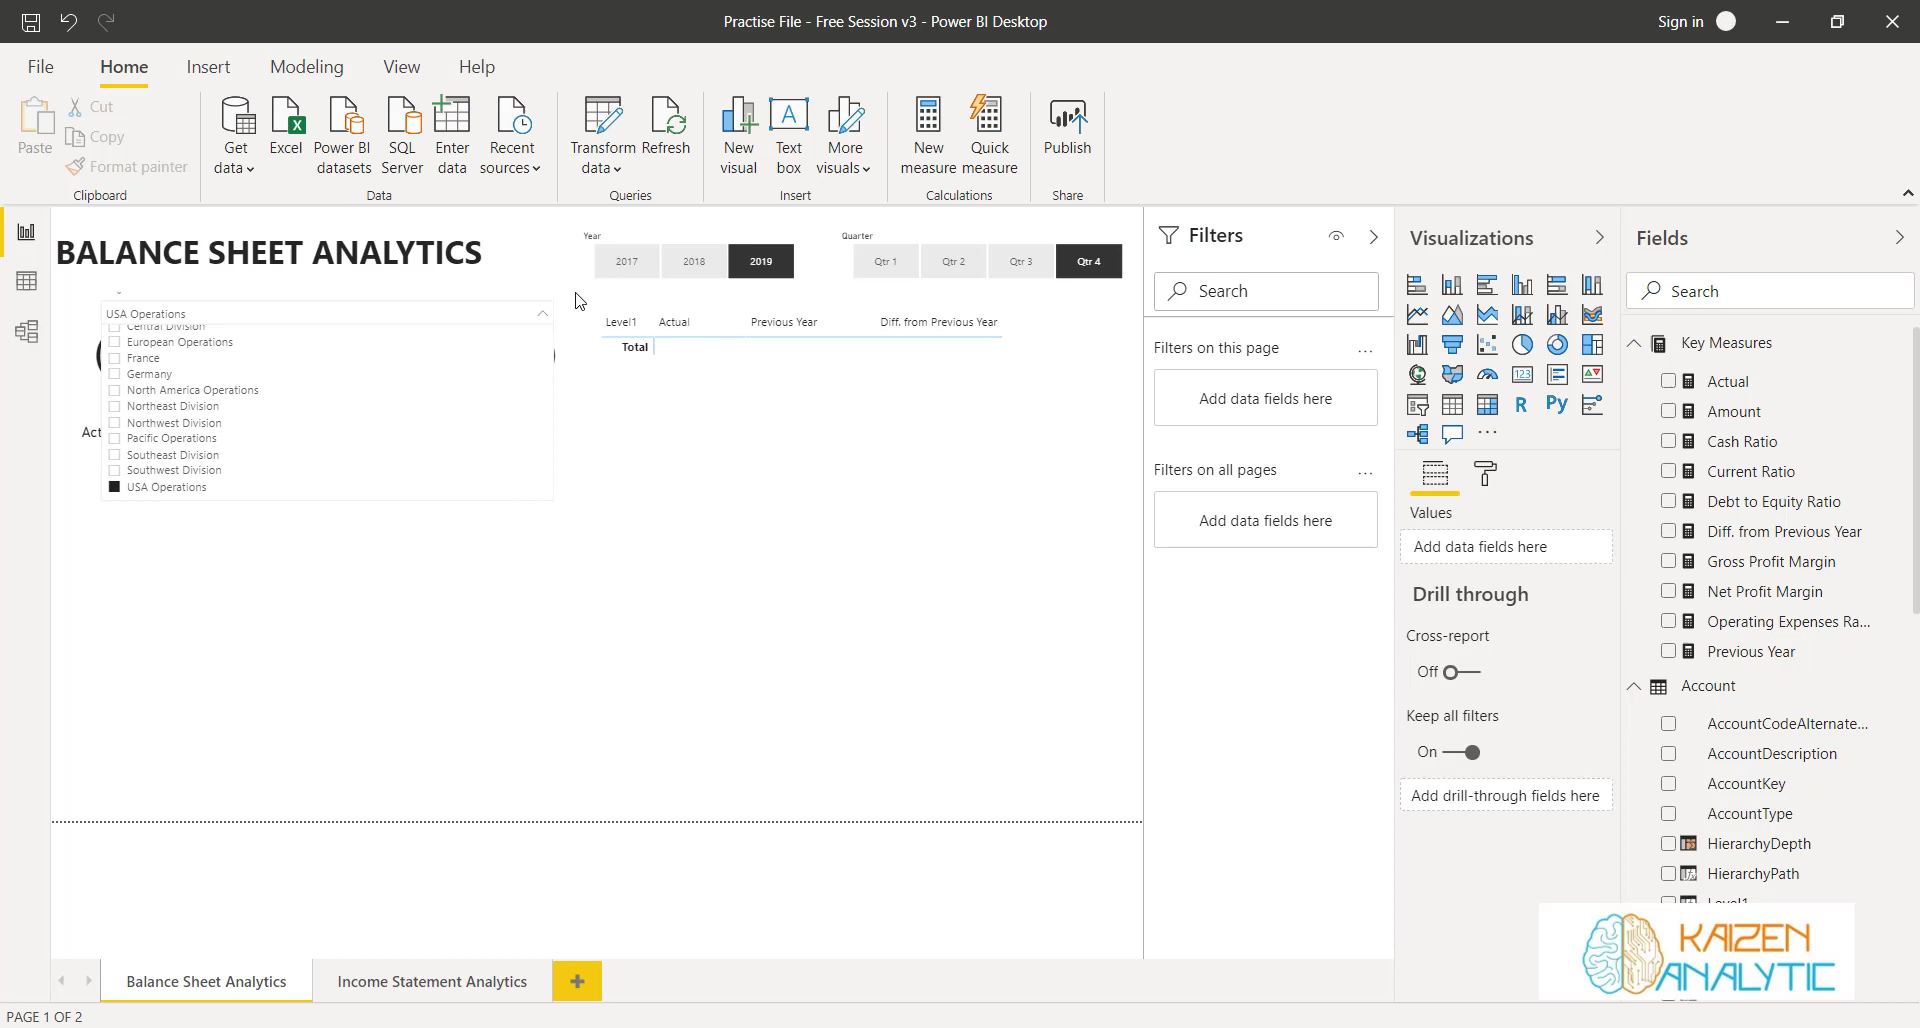 Practise File - Free Session v3 - Power BI Desktop
Sign in
File
Home
Insert
Modeling
View
Help
Paste
Cut
Copy
Format painter
Clipboard
Get data
Excel
Power BI datasets
SQL Server
Enter data
Recent sources
Data
Transform data
Refresh
Queries
New visual
Text box
More visuals
Insert
New measure
Quick measure
Calculations
Publish
Share
BALANCE SHEET ANALYTICS
Year
2017
2018
2019
Quarter
Qtr 1
Qtr 2
Qtr 3
Qtr 4
USA Operations
Central Division
European Operations
France
Germany
North America Operations
Northeast Division
Northwest Division
Pacific Operations
Southeast Division
Southwest Division
USA Operations
Act
Level1 Actual Previous Year Diff. from Previous Year
Total
Filters
Search
Filters on this page
Add data fields here
Filters on all pages
Add data fields here
Visualizations
123
R
Py
Values
Add data fields here
Drill through
Cross-report
Off
Keep all filters
On
Add drill-through fields here
Fields
Search
Key Measures
Actual
Amount
Cash Ratio
Current Ratio
Debt to Equity Ratio
Diff. from Previous Year
Gross Profit Margin
Net Profit Margin
Operating Expenses Ra...
Previous Year
Account
AccountCodeAlternate...
AccountDescription
AccountKey
AccountType
HierarchyDepth
HierarchyPath
Level1
KAIZEN
ANALYTIC
Balance Sheet Analytics
Income Statement Analytics
PAGE 1 OF 2